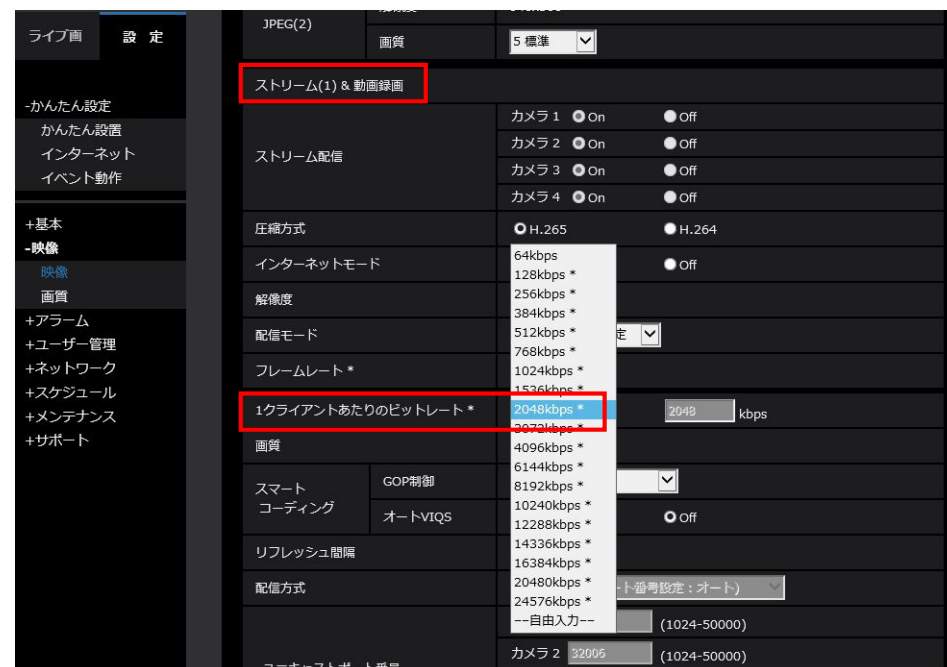 ライブ画 設 定
-かんたん設定
かんたん設置
インターネット
イベント動作
+基本
-映像
映像
画質
+アラーム
+ユーザー管理
+ネットワーク
+スケジュール
+メンテナンス
+サポート
JPEG(2)
画質 5 標準
ストリーム(1) & 動画録画
ストリーム配信
カメラ 1 On Off
カメラ 2 On Off
カメラ 3 On Off
カメラ 4 On Off
圧縮方式 H.265 H.264
インターネットモード Off
解像度
配信モード 定
フレームレート *
1クライアントあたりのビットレート * 2048 kbps
画質
スマート
コーディング
GOP制御
オートVIQS Off
リフレッシュ間隔
配信方式 ート番号設定:オート)
(1024-50000)
カメラ 2 32006 (1024-50000)
64kbps
128kbps *
256kbps *
384kbps *
512kbps *
768kbps *
1024kbps *
1536kbps *
2048kbps *
3072kbps *
4096kbps *
6144kbps *
8192kbps *
10240kbps *
12288kbps *
14336kbps *
16384kbps *
20480kbps *
24576kbps *
--自由入力--